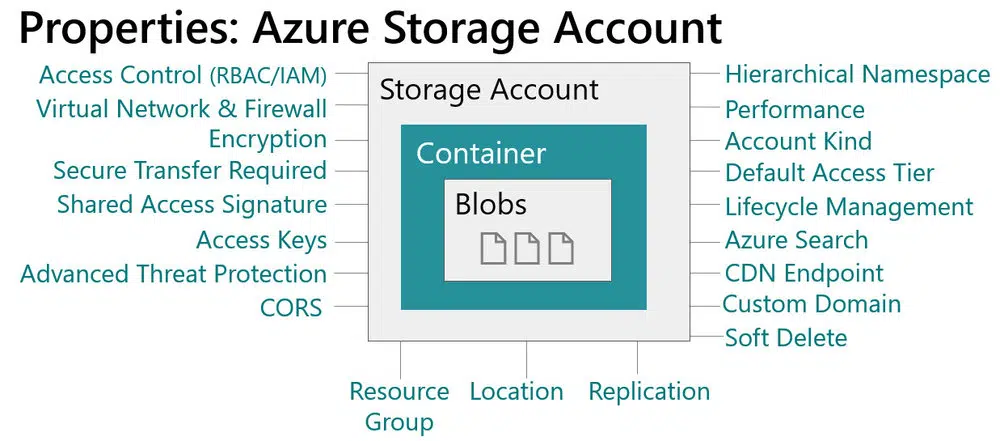 Properties: Azure Storage Account
Access Control (RBAC/IAM)
Virtual Network & Firewall
Encryption
Secure Transfer Required
Shared Access Signature
Access Keys
Advanced Threat Protection
CORS
Storage Account
Container
Blobs
Hierarchical Namespace
Performance
Account Kind
Default Access Tier
Lifecycle Management
Azure Search
CDN Endpoint
Custom Domain
Soft Delete
Resource
Group
Location
Replication